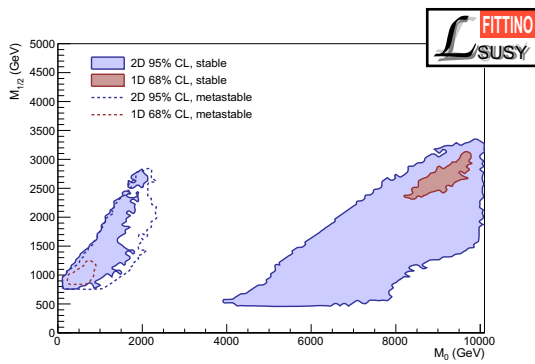 FITTINO
L SUSY
M1/2 (GeV)
5000
4500
4000
3500
3000
2500
2000
1500
1000
500
0
2D 95% CL, stable
1D 68% CL, stable
2D 95% CL, metastable
1D 68% CL, metastable
0 2000 4000 6000 8000 10000
M0 (GeV)